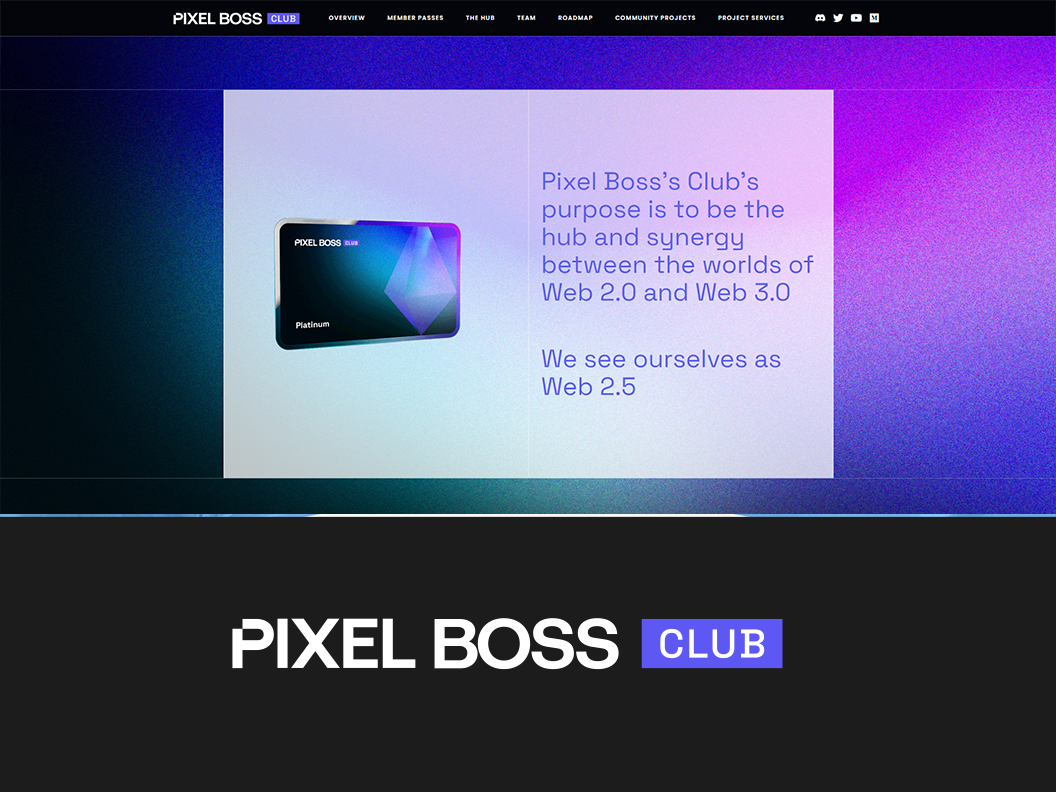 PIXEL BOSS CLUB OVERVIEW MEMBER PASSES THE HUB TEAM ROADMAP COMMUNITY PROJECTS PROJECT SERVICES
PIXEL BOSS CLUB
Platinum
Pixel Boss's Club's
purpose is to be the
hub and synergy
between the worlds of
Web 2.0 and Web 3.0
We see ourselves as
Web 2.5
PIXEL BOSS CLUB